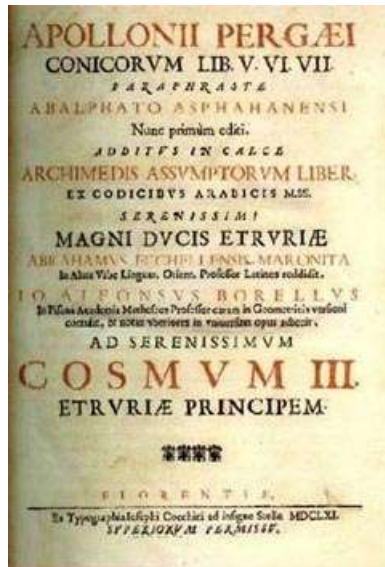 APOLLONII PERGÆI
CONICORVM LIB. V. VI. VII.
PARAPHRASTE
ABALPHATO ASPHAHANENSI
Nunc primùm editi.
ADDITVS IN CALCE
ARCHIMEDIS ASSVMPTORVM LIBER,
EX CODICIBVS ARABICIS M.SS.
SERENISSIMI
MAGNI DVCIS ETRVRIÆ
ABRAHAMVS ECCHELLENSIS MARONITA
In Alma Vrbe Linguar. Orient. Professor Latinos reddidit.
IO: ALFONSVS BORELLVS
In Pisana Academia Matheseos Professor curam in Geometricis versioni
contulit, & notas vberiores in vniuersum opus adiecit.
AD SERENISSIMVM
COSMVM III.
ETRVRIÆ PRINCIPEM.
FLORENTIÆ,
Ex Typographia Iosephi Cocchini ad insigne Stellæ MDCLXI.
SVPERIORVM PERMISSV.